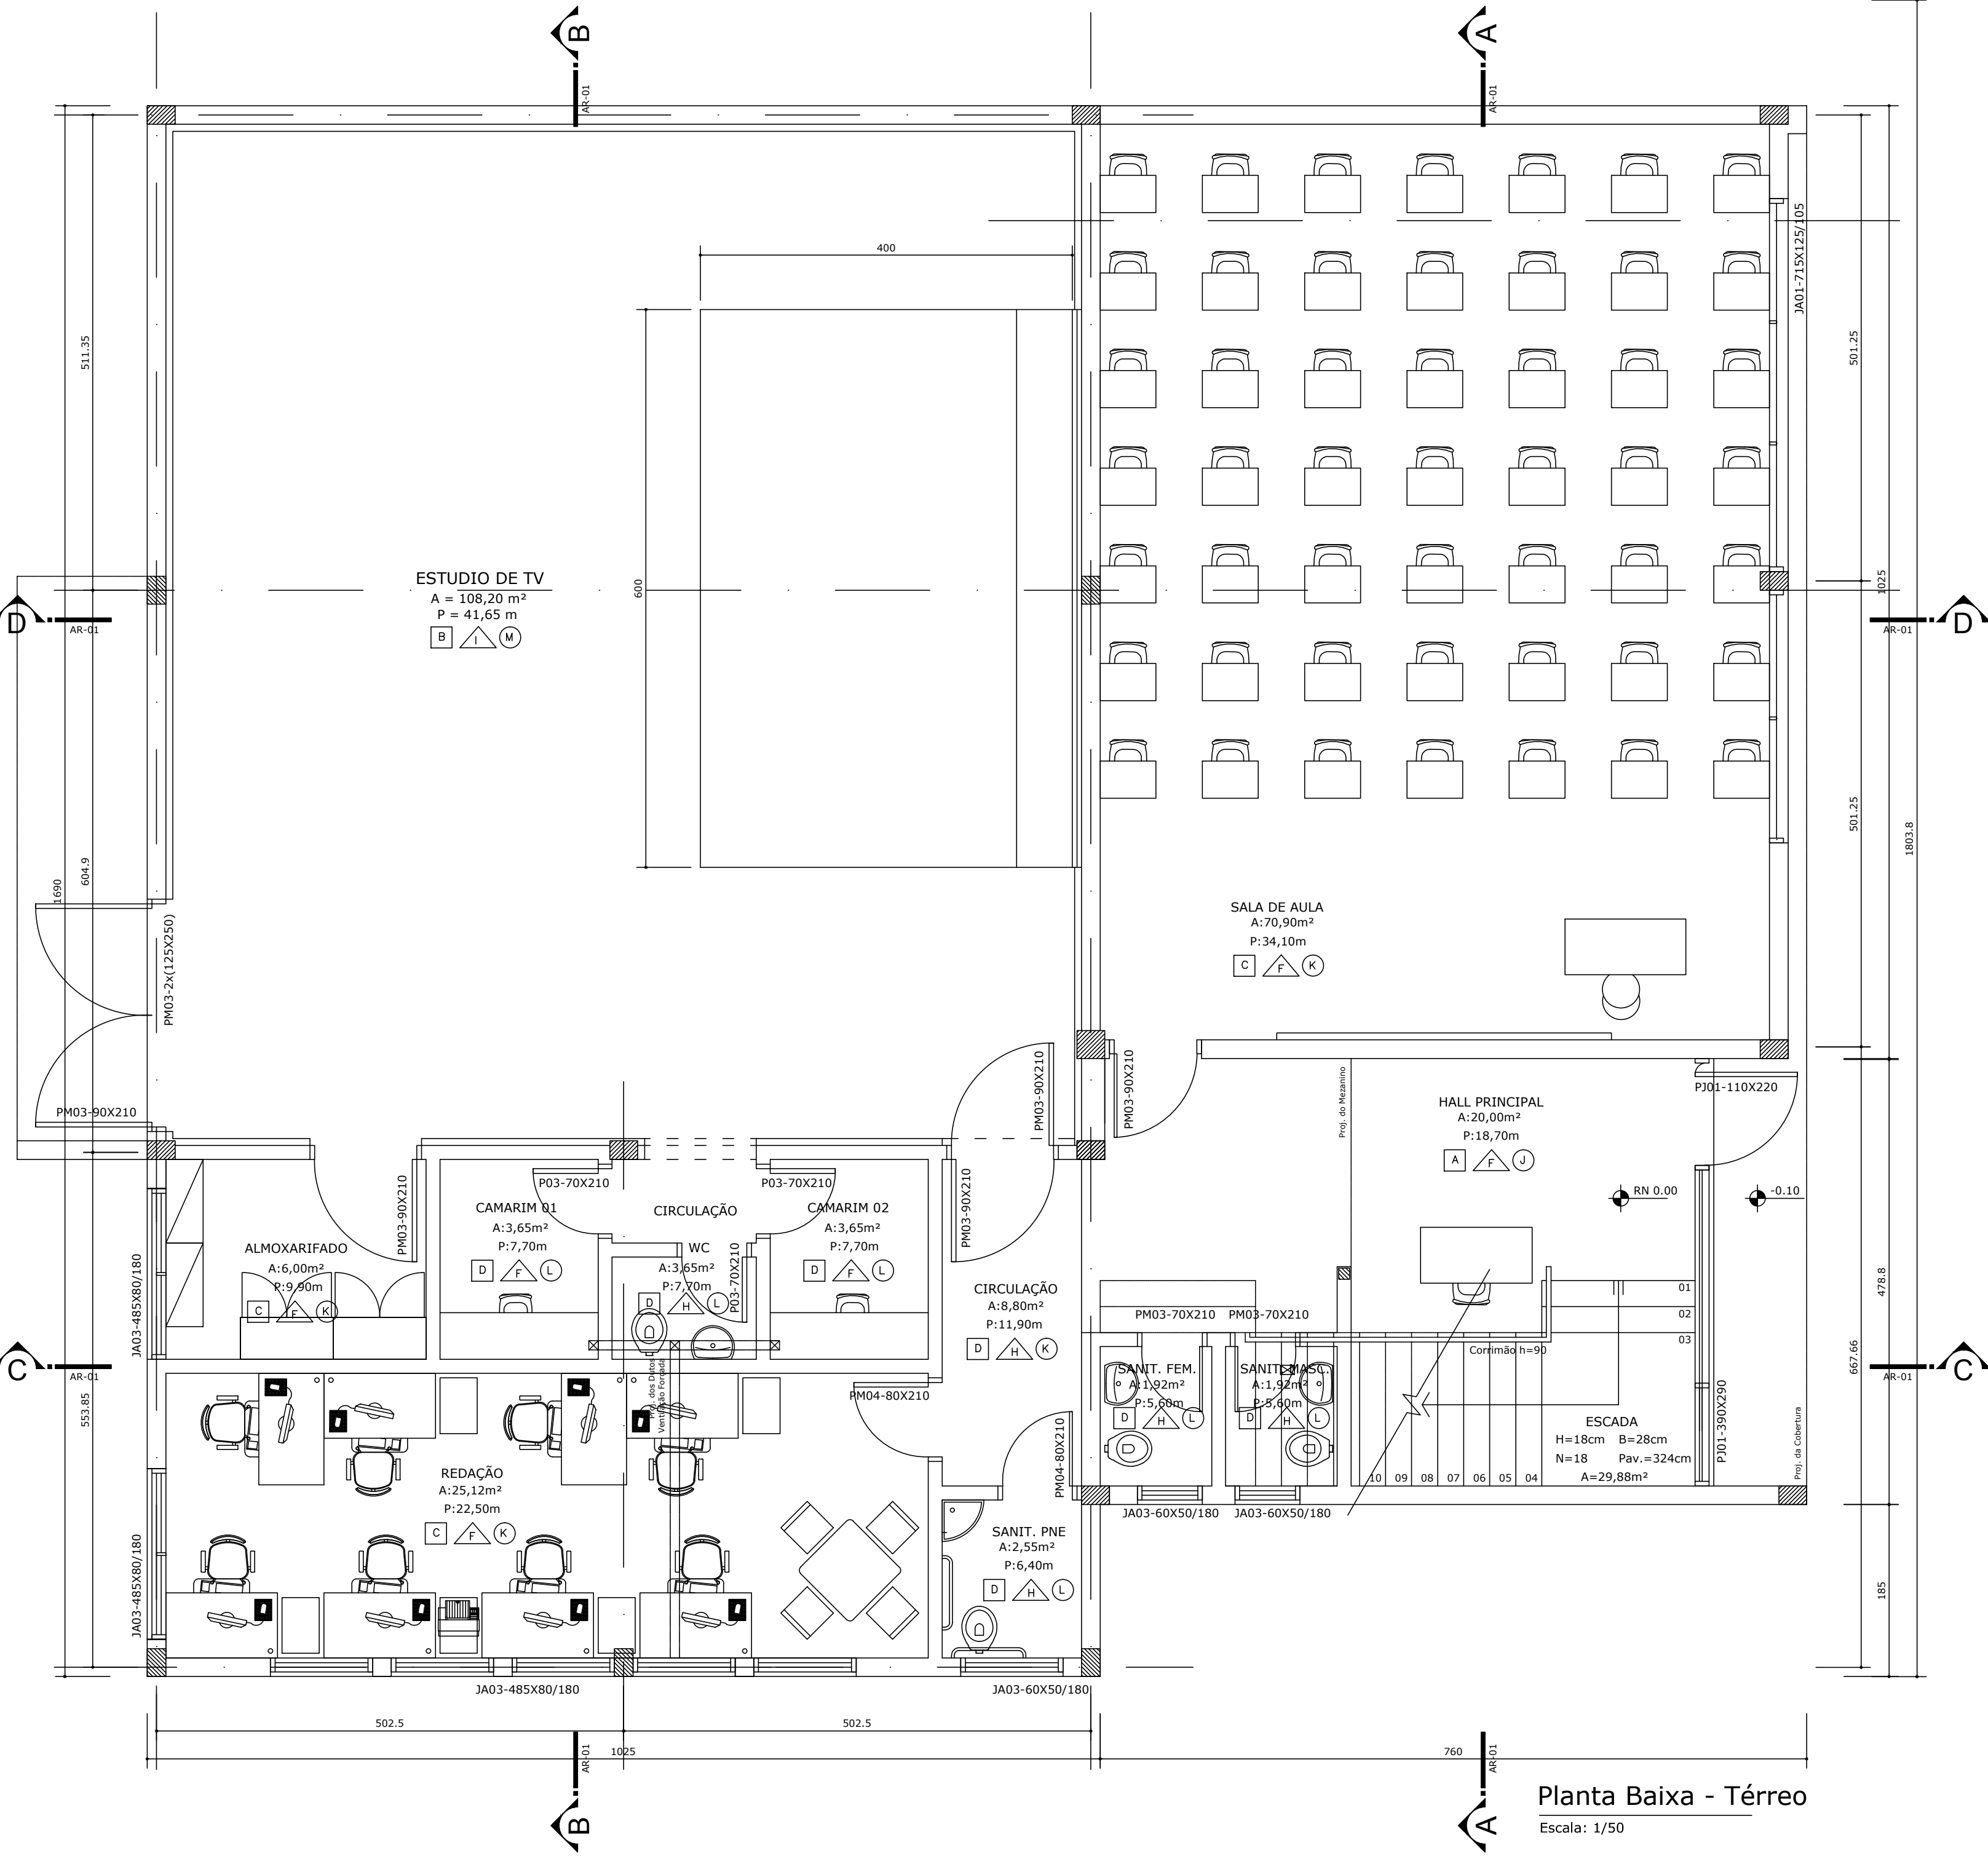 B
A
AR-01
AR-01
400
JA01-715X125/105
511.35
501.25
ESTUDIO DE TV
A = 108,20 m²
P = 41,65 m
B I M
600
1025
D
AR-01
AR-01
D
501.25
1803.8
604.9
1690
SALA DE AULA
A:70,90m²
P:34,10m
C F K
PM03-2x(125X250)
PM03-90X210
PM03-90X210
PM03-90X210
Proj. do Mezanino
PJ01-110X220
HALL PRINCIPAL
A:20,00m²
P:18,70m
A F J
RN 0.00
-0.10
P03-70X210
P03-70X210
PM03-90X210
PM03-90X210
CAMARIM 01
A:3,65m²
P:7,70m
D F L
CIRCULAÇÃO
CAMARIM 02
A:3,65m²
P:7,70m
D F L
WC
A:3,65m²
P:7,70m
D H L
P03-70X210
ALMOXARIFADO
A:6,00m²
P:9,90m
C F K
JA03-485X80/180
CIRCULAÇÃO
A:8,80m²
P:11,90m
D H K
478.8
01
02
03
PM03-70X210
PM03-70X210
Corrimão h=90
C
AR-01
AR-01
C
667.66
553.85
Proj. dos Dutos
Ventilação Forçada
PM04-80X210
SANIT. FEM.
A:1,92m²
P:5,60m
D H L
SANIT. MASC.
A:1,92m²
P:5,60m
D H L
ESCADA
H=18cm B=28cm
N=18 Pav.=324cm
A=29,88m²
10 09 08 07 06 05 04
PJ01-390X290
Proj. da Cobertura
PM04-80X210
REDAÇÃO
A:25,12m²
P:22,50m
C F K
JA03-60X50/180
JA03-60X50/180
SANIT. PNE
A:2,55m²
P:6,40m
D H L
JA03-485X80/180
185
JA03-485X80/180
JA03-60X50/180
502.5
502.5
1025
760
AR-01
AR-01
B
A
Planta Baixa - Térreo
Escala: 1/50